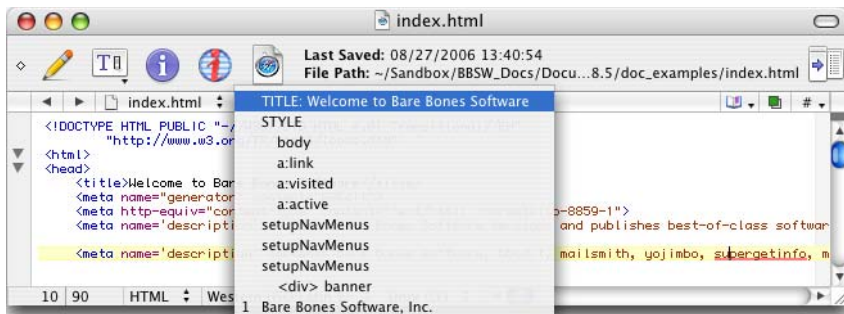 index.html
Last Saved: 08/27/2006 13:40:54
File Path: ~/Sandbox/BBSW_Docs/Docu...8.5/doc_examples/index.html
index.html
#
TITLE: Welcome to Bare Bones Software
STYLE
body
a:link
a:visited
a:active
setupNavMenus
setupNavMenus
setupNavMenus
<div> banner
1 Bare Bones Software, Inc.
<!DOCTYPE HTML PUBLIC "-/
"http://www.w3.or
<html>
<head>
<title>Welcome to Bar
<meta name="generator
<meta http-equiv="con -8859-1">
<meta name='descripti and publishes best-of-class softwar
<meta name='descripti mailsmith, yojimbo, supergetinfo, m
10 90 HTML Wes